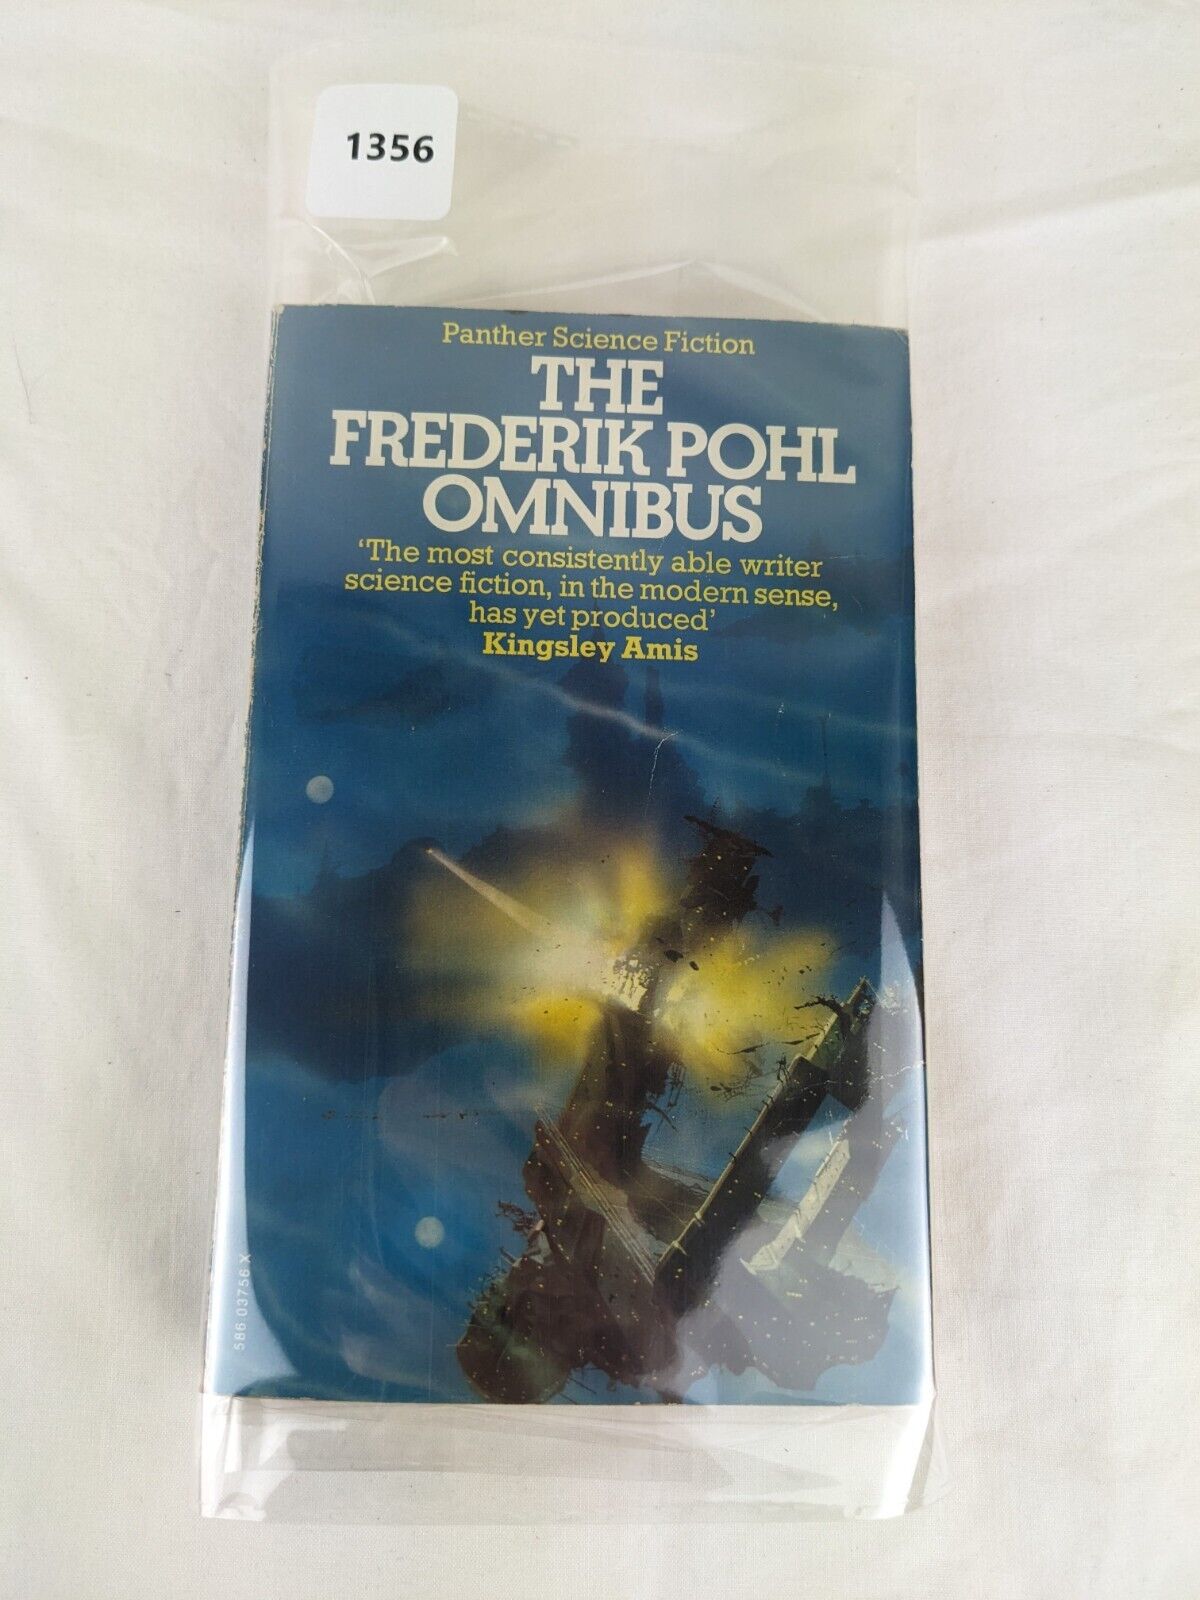 1356
Panther Science Fiction
THE
FREDERIK POHL
OMNIBUS
‘The most consistently able writer
science fiction, in the modern sense,
has yet produced’
Kingsley Amis
586 03756 X